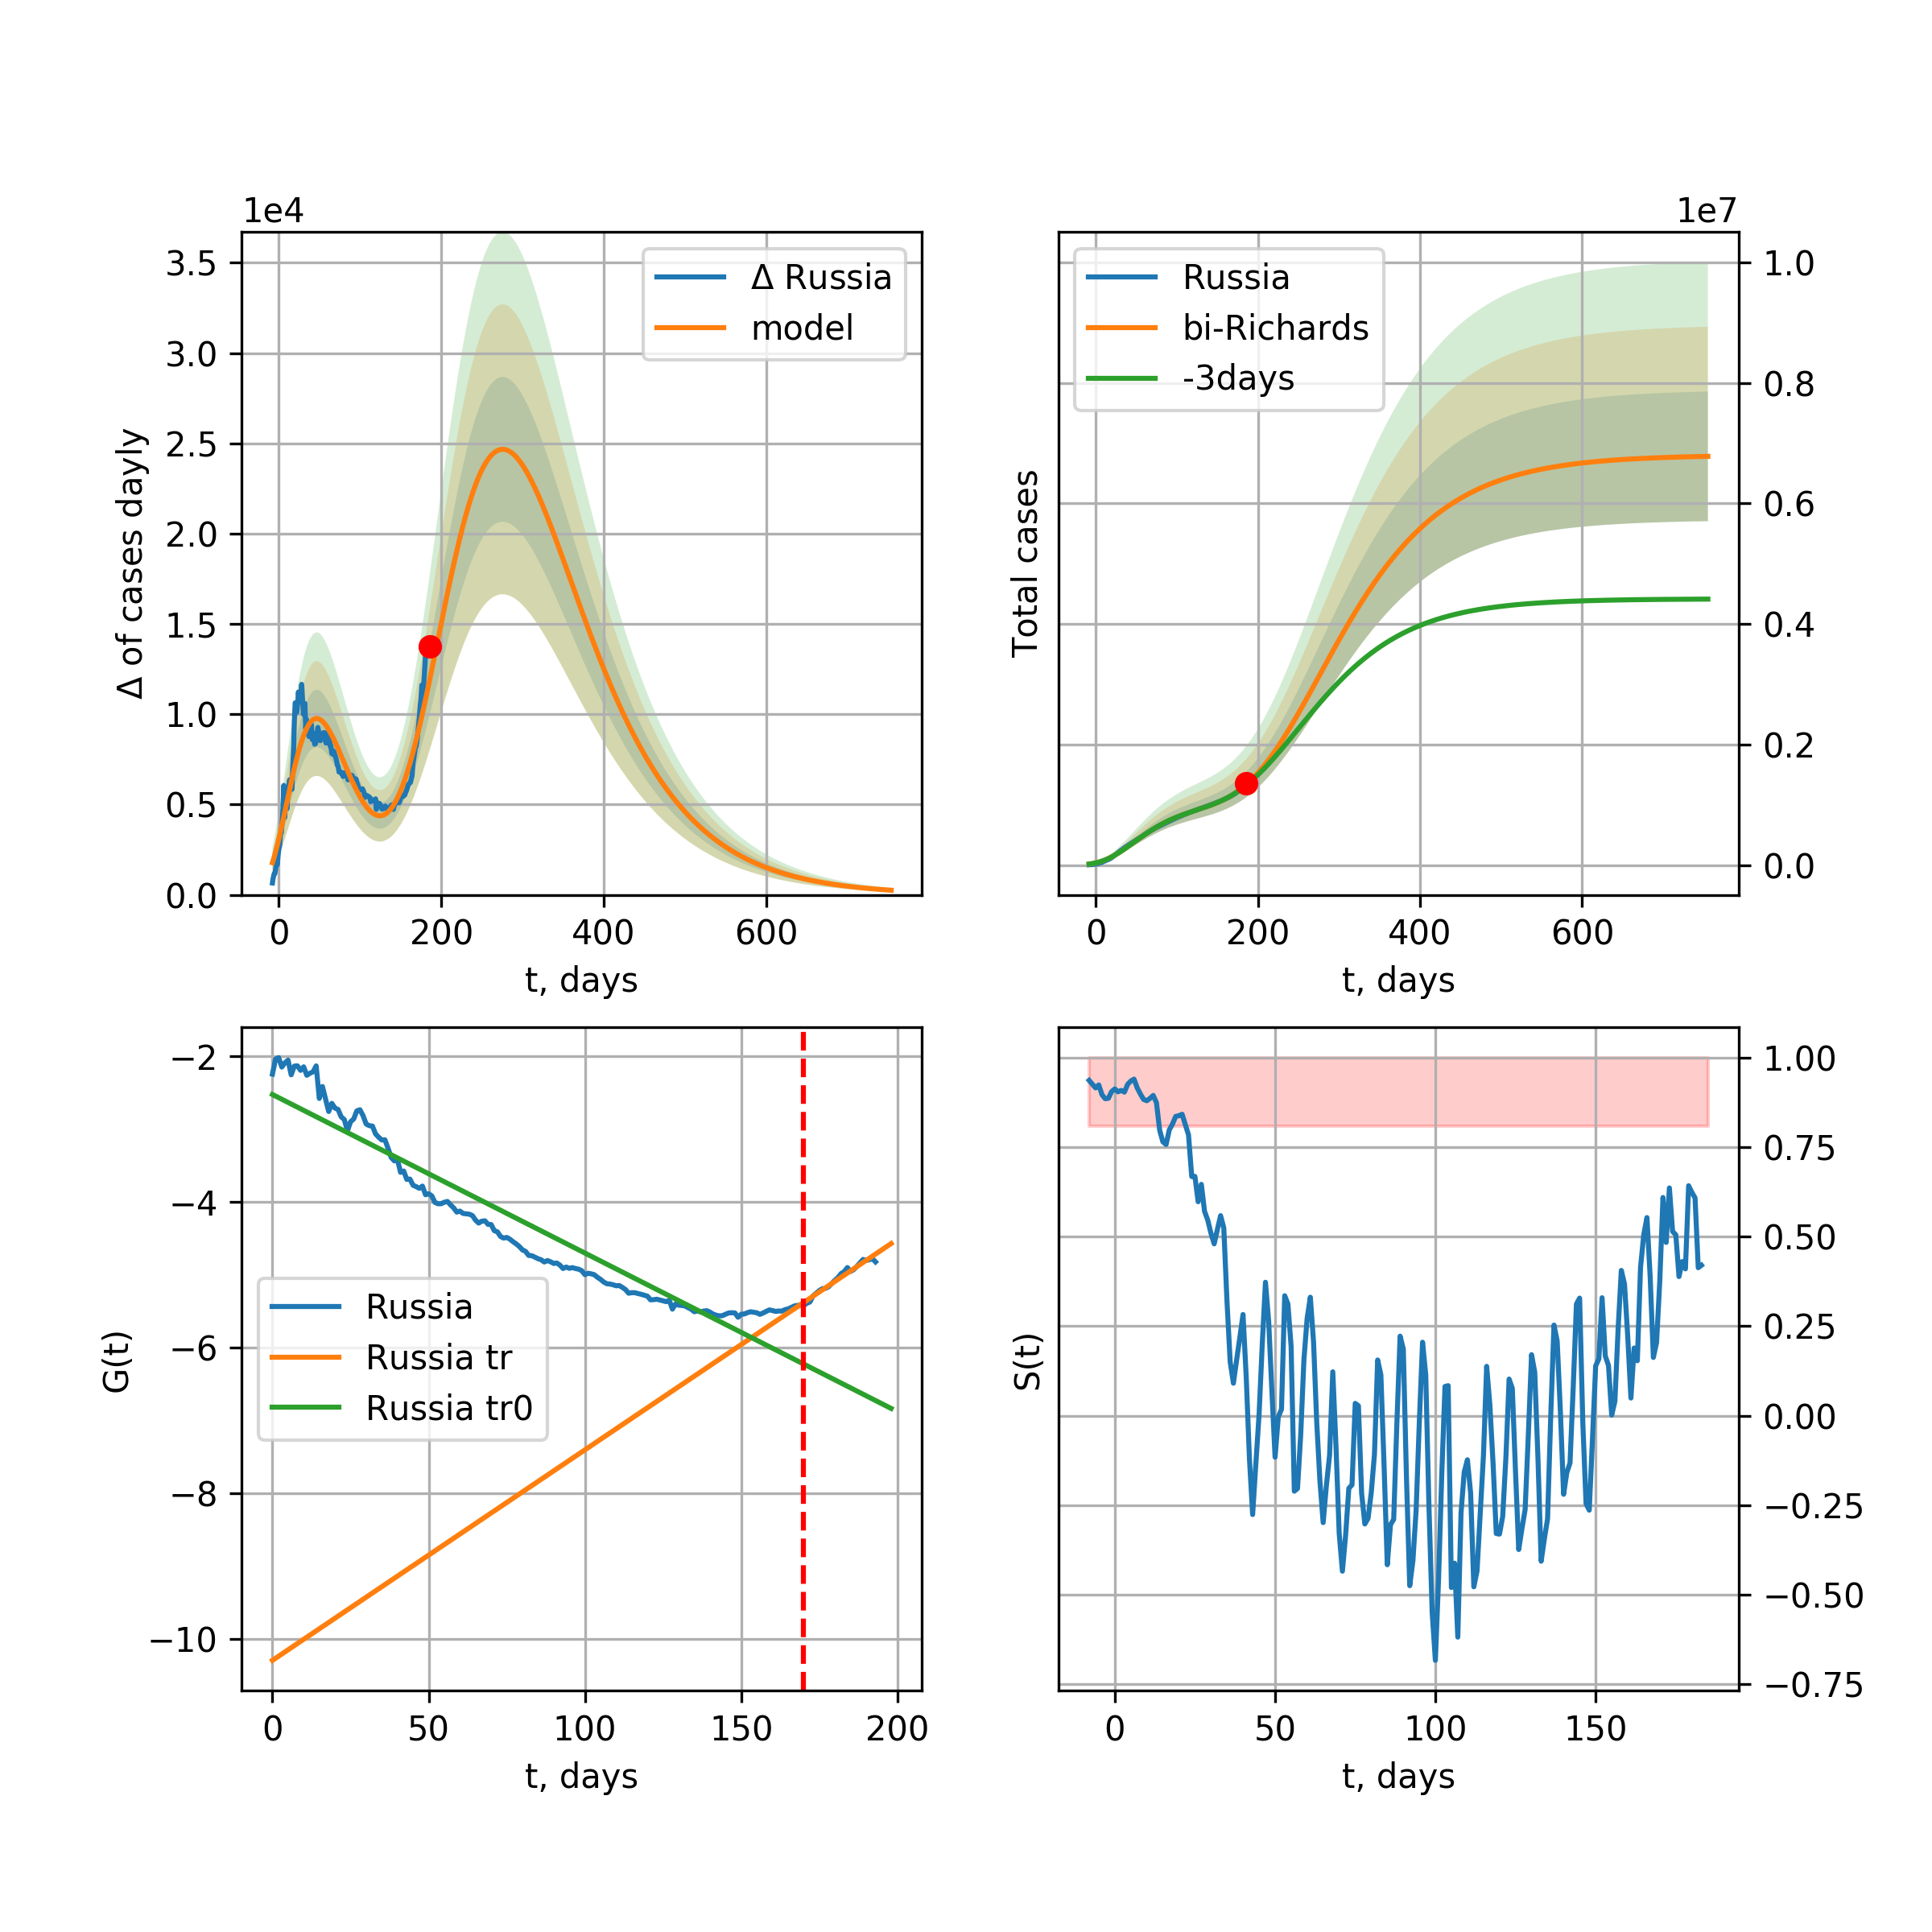 1e4
3.5
3.0
2.5
2.0
1.5
1.0
0.5
0.0
Δ of cases dayly
Δ Russia
model
0 200 400 600
t, days
1e7
1.0
0.8
0.6
0.4
0.2
0.0
Total cases
Russia
bi-Richards
-3days
0 200 400 600
t, days
−2
−4
−6
−8
−10
G(t)
Russia
Russia tr
Russia tr0
0 50 100 150 200
t, days
1.00
0.75
0.50
0.25
0.00
−0.25
−0.50
−0.75
S(t)
0 50 100 150
t, days